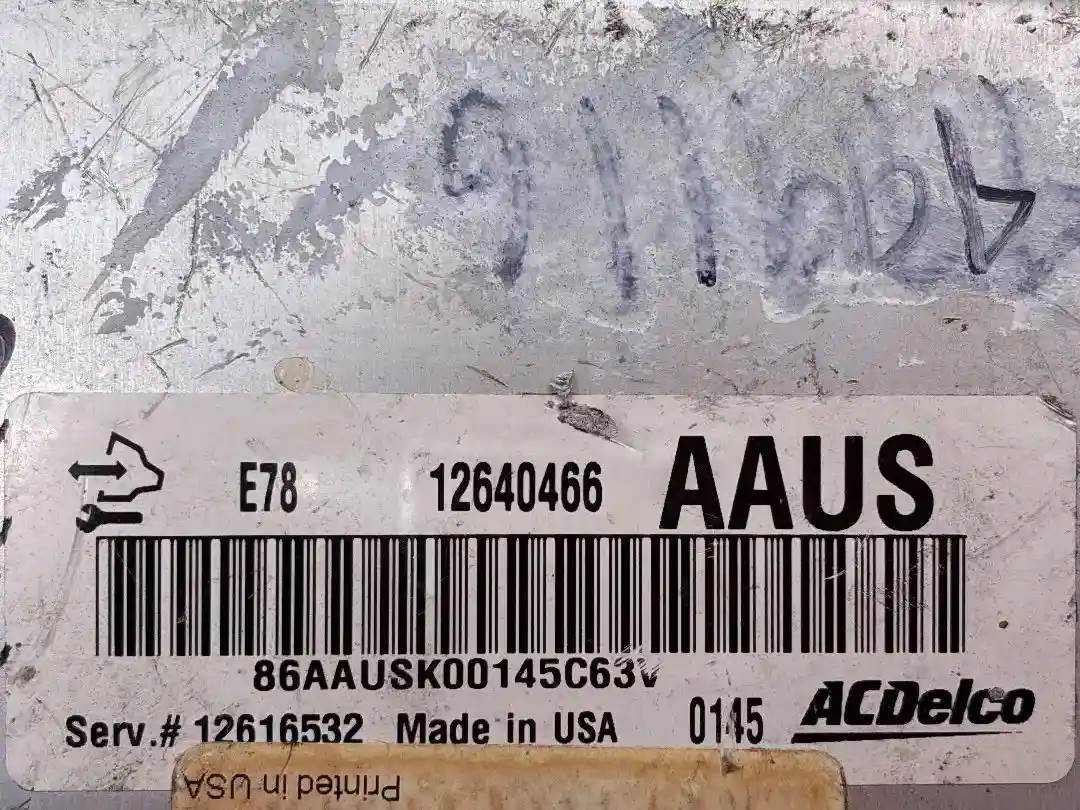 E78 12640466 AAUS
86AAUSK00145C63V
Serv.# 12616532 Made in USA 0145 ACDelco
Printed in USA